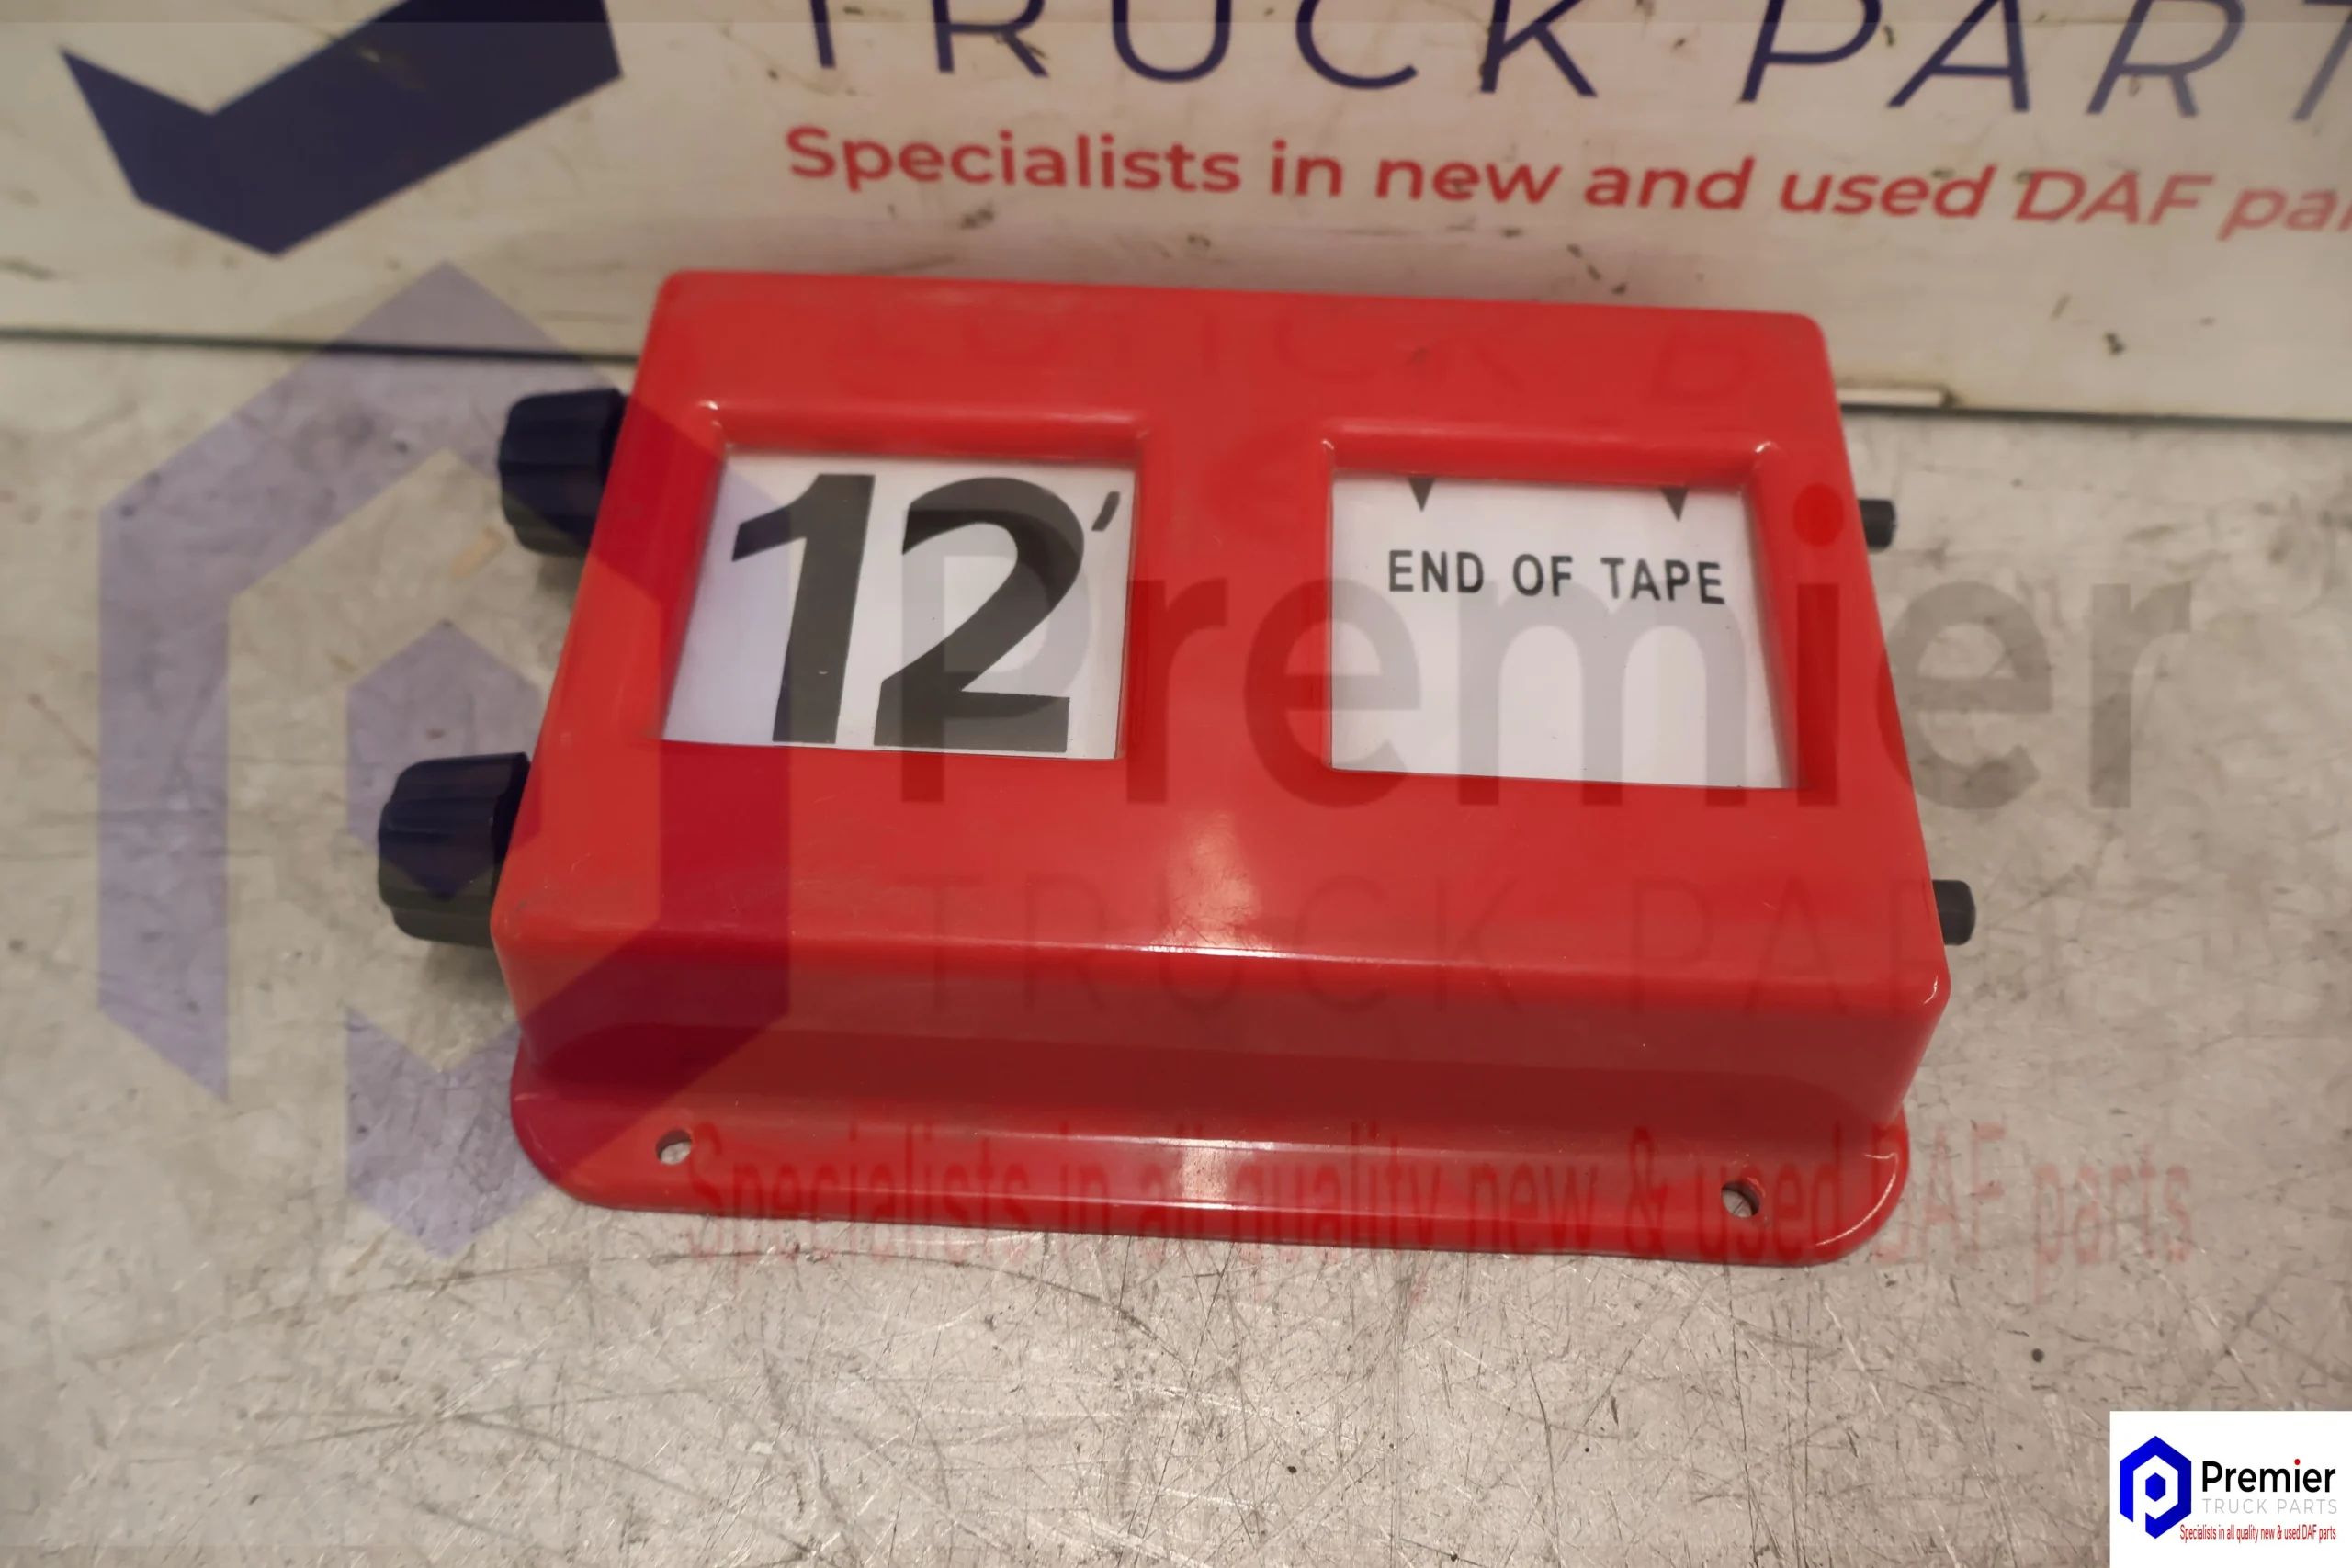 TRUCK PART
Specialists in new and used DAF par
12'
END OF TAPE
Premier
TRUCK PAR
Specialists in all quality new & used DAF parts
Premier
TRUCK PARTS
Specialists in all quality new & used DAF parts